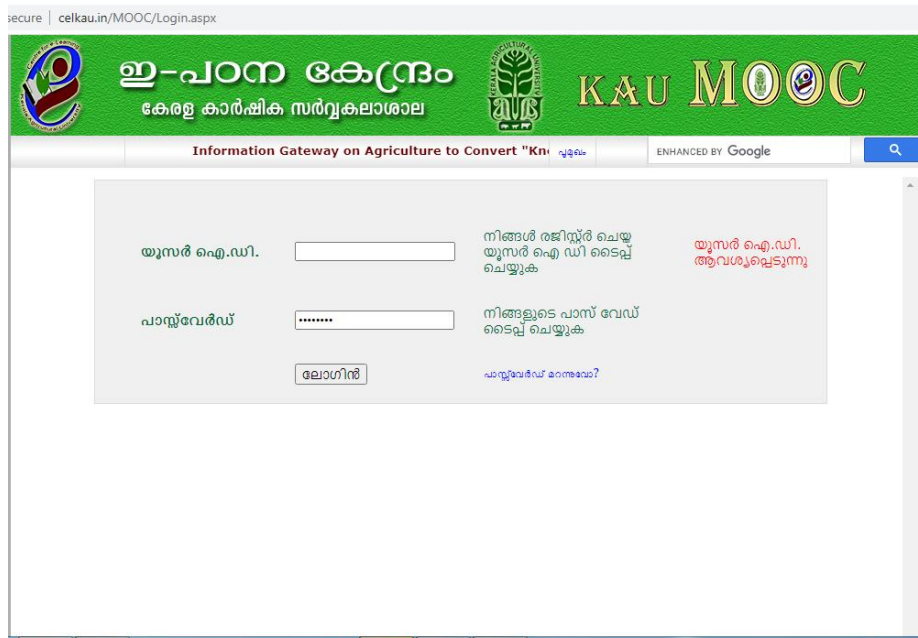 secure | celkau.in/MOOC/Login.aspx
ഇ-പഠന കേന്ദ്രം
കേരള കാർഷിക സർവ്വകലാശാല
KAU MOOC
Information Gateway on Agriculture to Convert "Kn
പൂമുഖം
ENHANCED BY Google
യൂസർ ഐ.ഡി.
നിങ്ങൾ രജിസ്റ്റർ ചെയ്ത
യൂസർ ഐ ഡി ടൈപ്പ്
ചെയ്യുക
യൂസർ ഐ.ഡി.
ആവശ്യപ്പെടുന്നു
പാസ്സ്‌വേർഡ്
നിങ്ങളുടെ പാസ് വേഡ്
ടൈപ്പ് ചെയ്യുക
ലോഗിൻ
പാസ്സ്‌വേർഡ് മറന്നുവോ?